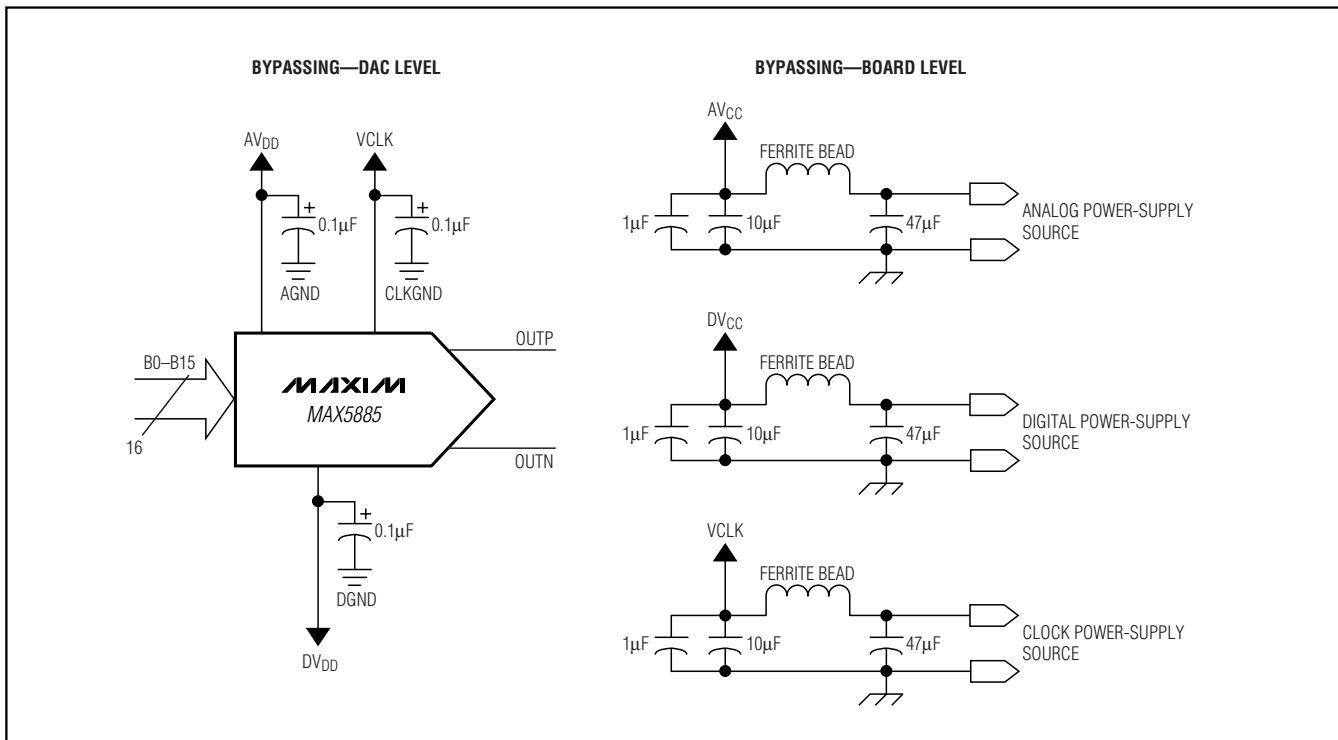 BYPASSING—DAC LEVEL
AVDD
VCLK
+
0.1µF
+
0.1µF
AGND
CLKGND
B0–B15
16
MAXIM
MAX5885
OUTP
OUTN
+
0.1µF
DGND
DVDD
BYPASSING—BOARD LEVEL
AVCC
FERRITE BEAD
1µF
10µF
47µF
ANALOG POWER-SUPPLY
SOURCE
DVCC
FERRITE BEAD
1µF
10µF
47µF
DIGITAL POWER-SUPPLY
SOURCE
VCLK
FERRITE BEAD
1µF
10µF
47µF
CLOCK POWER-SUPPLY
SOURCE